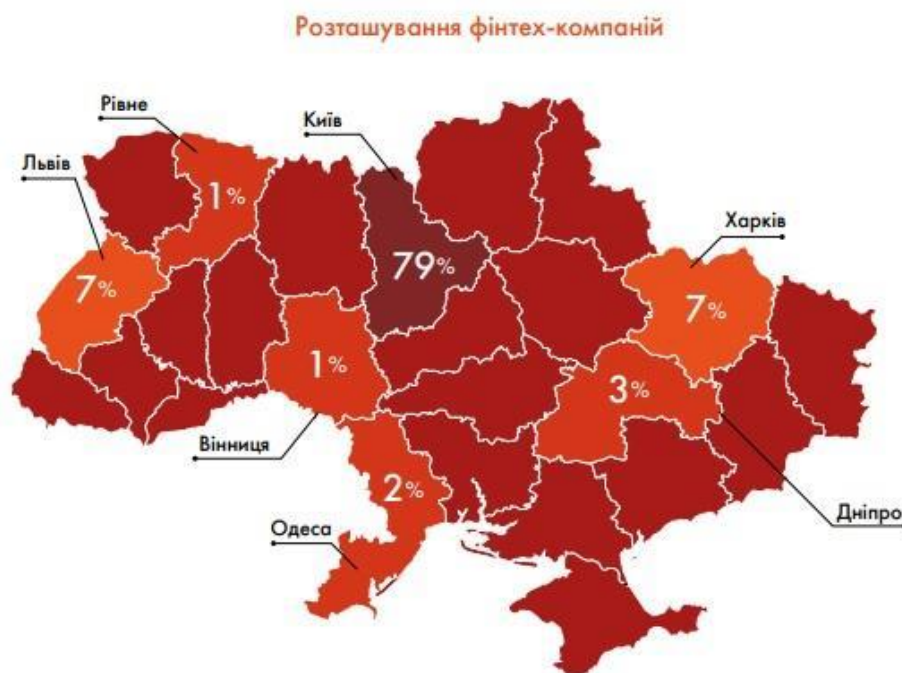 Розташування фінтех-компаній
Рівне
Київ
Львів
1%
Харків
79%
7%
7%
1%
3%
Вінниця
2%
Дніпро
Одеса